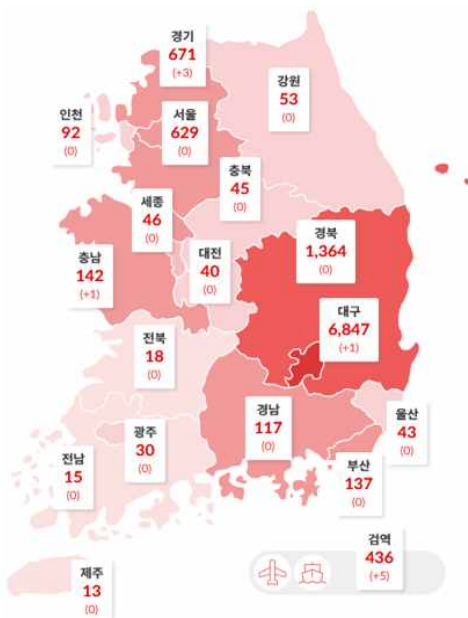 경기
671
(+3)
강원
53
(0)
인천
92
(0)
서울
629
(0)
충북
45
(0)
세종
46
(0)
경북
1,364
(0)
충남
142
(+1)
대전
40
(0)
대구
6,847
(+1)
전북
18
(0)
경남
117
(0)
울산
43
(0)
광주
30
(0)
전남
15
(0)
부산
137
(0)
검역
436
(+5)
제주
13
(0)